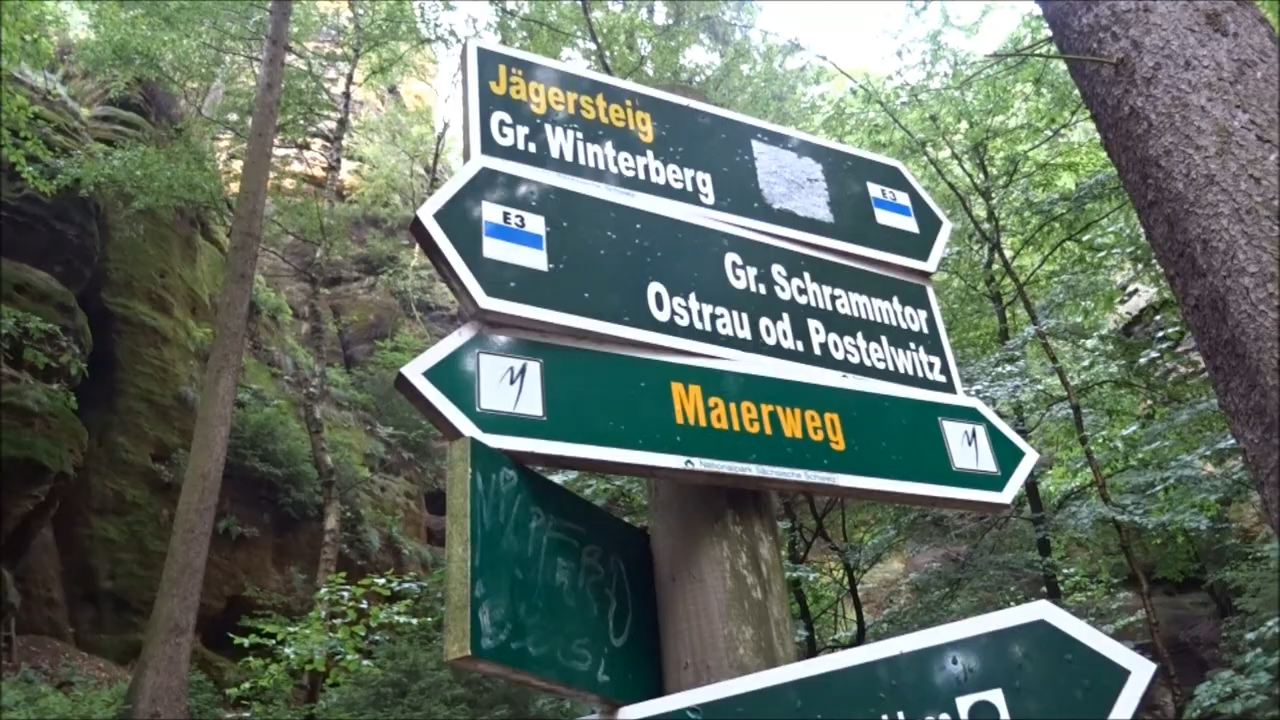 Jägersteig
Gr. Winterberg
E3
E3
Gr. Schrammtor
Ostrau od. Postelwitz
Maierweg
Nationalpark Sächsische Schweiz